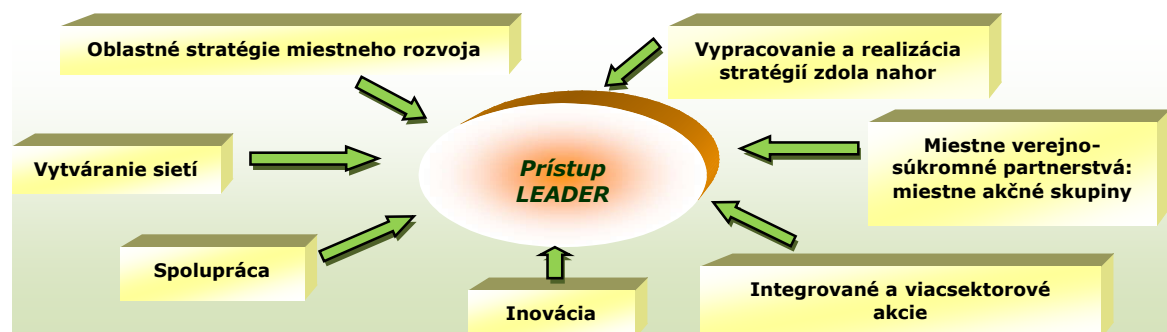 Oblastné stratégie miestneho rozvoja
Vypracovanie a realizácia
stratégií zdola nahor
Vytváranie sietí
Prístup
LEADER
Miestne verejno-
súkromné partnerstvá:
miestne akčné skupiny
Spolupráca
Inovácia
Integrované a viacsektorové
akcie